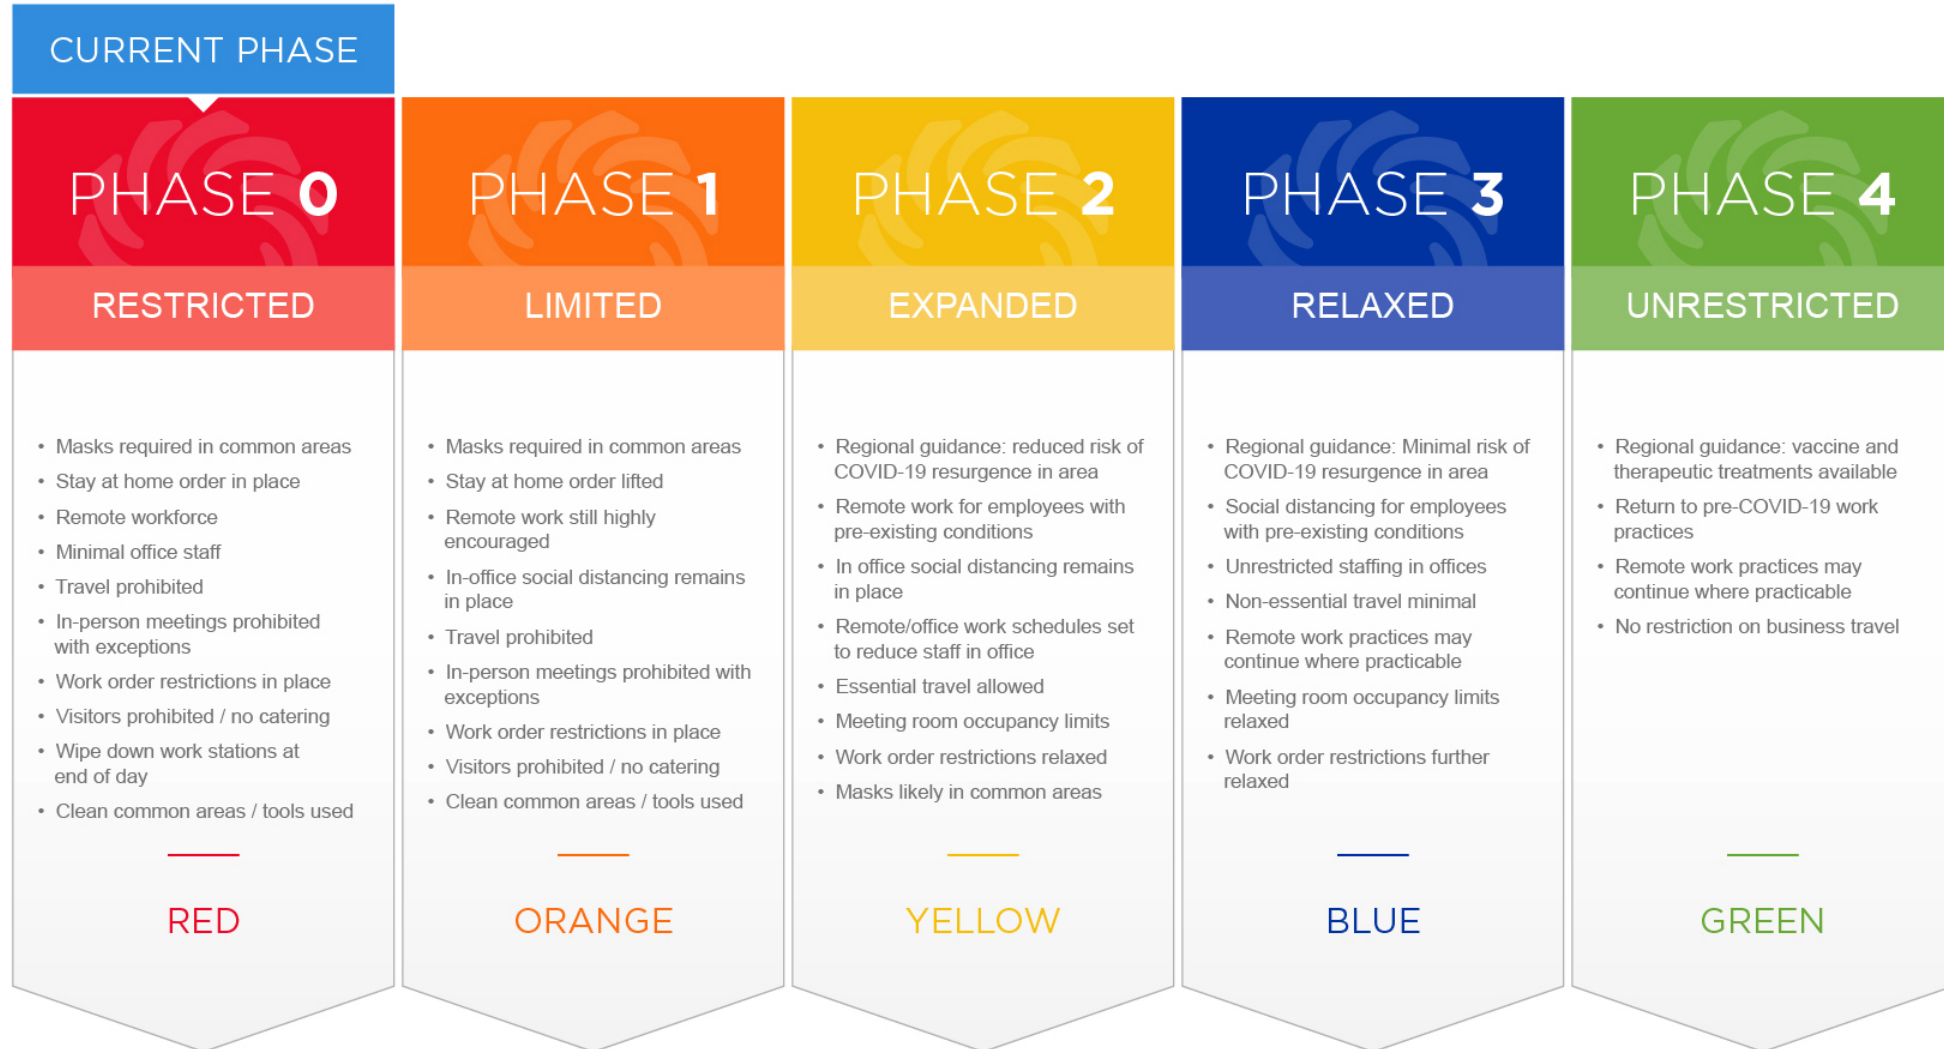 CURRENT PHASE
PHASE 0
RESTRICTED
• Masks required in common areas
• Stay at home order in place
• Remote workforce
• Minimal office staff
• Travel prohibited
• In-person meetings prohibited
with exceptions
• Work order restrictions in place
• Visitors prohibited / no catering
• Wipe down work stations at
end of day
• Clean common areas / tools used
RED
PHASE 1
LIMITED
• Masks required in common areas
• Stay at home order lifted
• Remote work still highly
encouraged
• In-office social distancing remains
in place
• Travel prohibited
• In-person meetings prohibited with
exceptions
• Work order restrictions in place
• Visitors prohibited / no catering
• Clean common areas / tools used
ORANGE
PHASE 2
EXPANDED
• Regional guidance: reduced risk of
COVID-19 resurgence in area
• Remote work for employees with
pre-existing conditions
• In office social distancing remains
in place
• Remote/office work schedules set
to reduce staff in office
• Essential travel allowed
• Meeting room occupancy limits
• Work order restrictions relaxed
• Masks likely in common areas
YELLOW
PHASE 3
RELAXED
• Regional guidance: Minimal risk of
COVID-19 resurgence in area
• Social distancing for employees
with pre-existing conditions
• Unrestricted staffing in offices
• Non-essential travel minimal
• Remote work practices may
continue where practicable
• Meeting room occupancy limits
relaxed
• Work order restrictions further
relaxed
BLUE
PHASE 4
UNRESTRICTED
• Regional guidance: vaccine and
therapeutic treatments available
• Return to pre-COVID-19 work
practices
• Remote work practices may
continue where practicable
• No restriction on business travel
GREEN